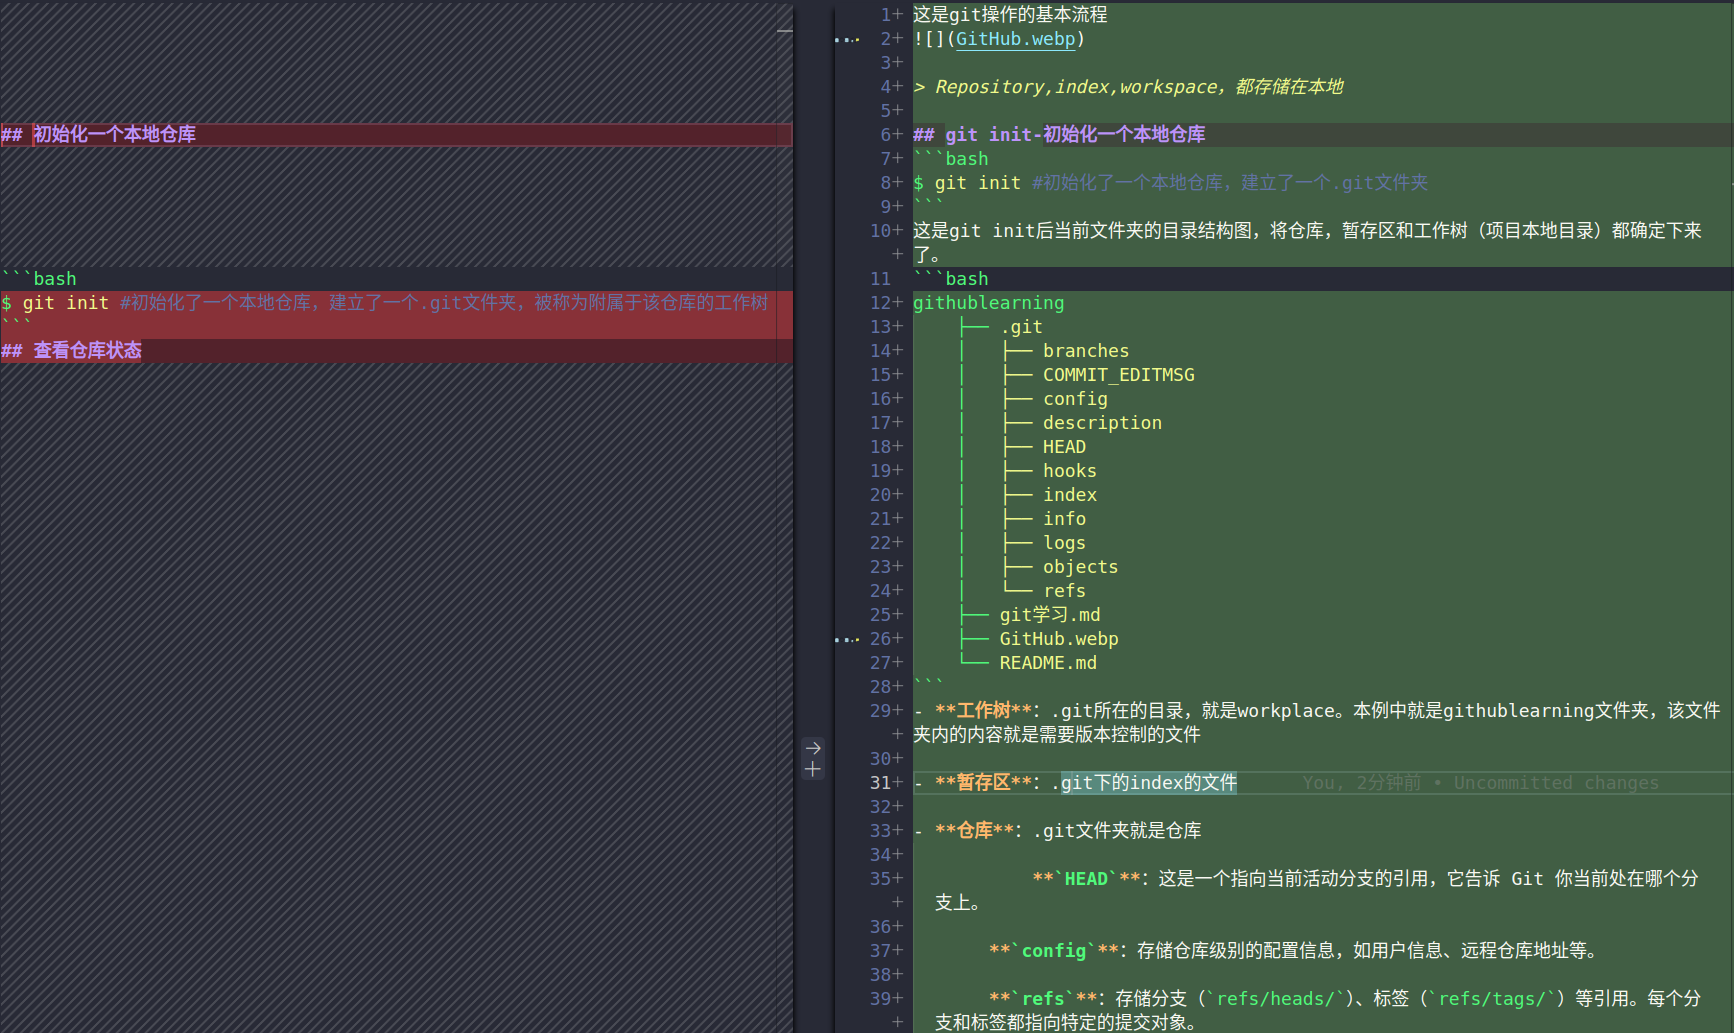 ## 初始化一个本地仓库
```bash
$ git init #初始化了一个本地仓库，建立了一个.git文件夹，被称为附属于该仓库的工作树
```
## 查看仓库状态
1+ 这是git操作的基本流程
2+ ![](GitHub.webp)
3+
4+ > Repository,index,workspace，都存储在本地
5+
6+ ## git init-初始化一个本地仓库
7+ ```bash
8+ $ git init #初始化了一个本地仓库，建立了一个.git文件夹
9+ ```
10+ 这是git init后当前文件夹的目录结构图，将仓库，暂存区和工作树（项目本地目录）都确定下来
+ 了。
11 ```bash
12+ githublearning
13+     ├── .git
14+     │   ├── branches
15+     │   ├── COMMIT_EDITMSG
16+     │   ├── config
17+     │   ├── description
18+     │   ├── HEAD
19+     │   ├── hooks
20+     │   ├── index
21+     │   ├── info
22+     │   ├── logs
23+     │   ├── objects
24+     │   └── refs
25+     ├── git学习.md
26+     ├── GitHub.webp
27+     └── README.md
28+ ```
29+ - **工作树**：.git所在的目录，就是workplace。本例中就是githublearning文件夹，该文件
+ 夹内的内容就是需要版本控制的文件
30+
31+ - **暂存区**：.git下的index的文件 You, 2分钟前 • Uncommitted changes
32+
33+ - **仓库**：.git文件夹就是仓库
34+
35+ **`HEAD`**：这是一个指向当前活动分支的引用，它告诉 Git 你当前处在哪个分
+ 支上。
36+
37+ **`config`**：存储仓库级别的配置信息，如用户信息、远程仓库地址等。
38+
39+ **`refs`**：存储分支（`refs/heads/`）、标签（`refs/tags/`）等引用。每个分
+ 支和标签都指向特定的提交对象。